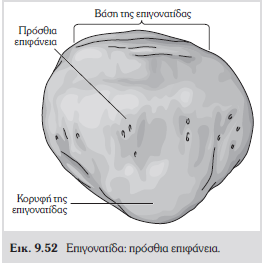 Βάση της επιγονατίδας
Πρόσθια
επιφάνεια
Κορυφή της
επιγονατίδας
Εικ. 9.52 Επιγονατίδα: πρόσθια επιφάνεια.